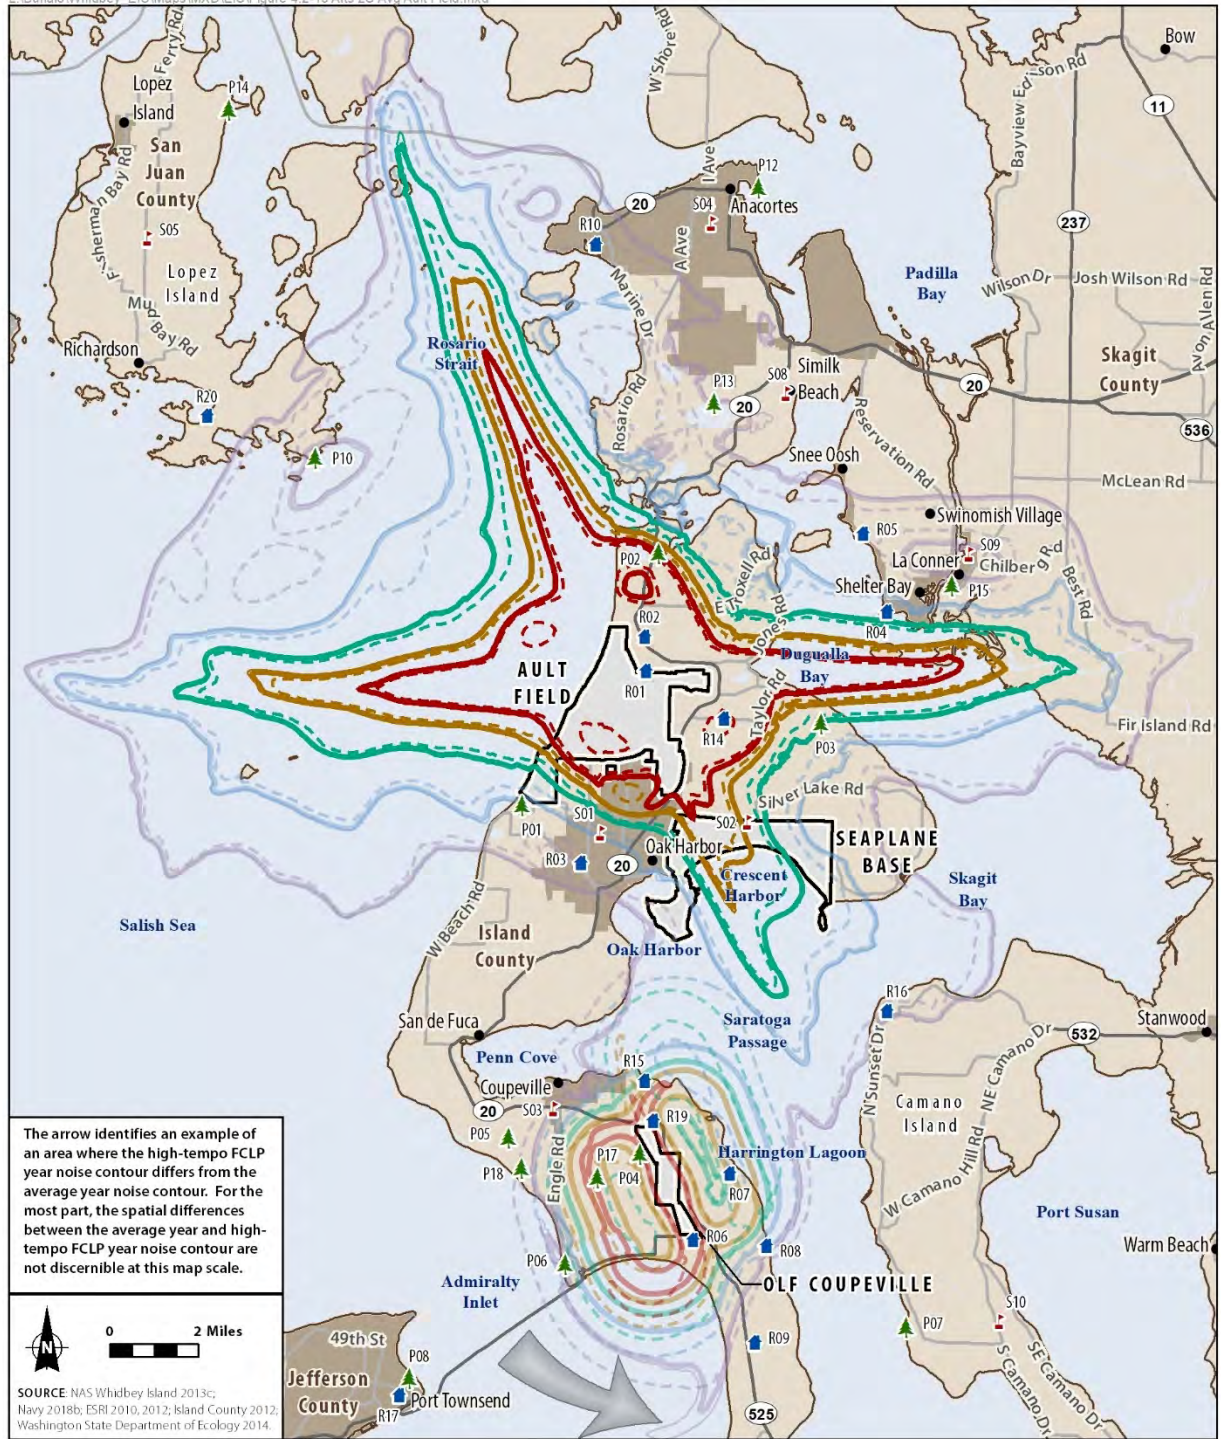 Bow
W Shore Rd
Ferry Rd
Lopez
Island
P14
Bayview Edison Rd
11
San
Juan
County
Fisherman Bay Rd
S05
P12
I Ave
20
S04
Anacortes
R10
A Ave
237
Lopez
Island
Marine Dr
Padilla
Bay
Wilson Dr
Josh Wilson Rd
Avon Allen Rd
Mud Bay Rd
Richardson
Rosario
Strait
Skagit
County
Similk
Beach
S08
P13
20
20
R20
Rosario Rd
Reservation Rd
536
P10
Snee Oosh
McLean Rd
Swinomish Village
R05
S09
La Conner
Chilberg Rd
P02
Shelter Bay
P15
Best Rd
E Troxell Rd
R02
Jones Rd
R04
AULT
FIELD
Dugualla
Bay
R01
Taylor Rd
R14
P03
Fir Island Rd
Silver Lake Rd
P01
S01
S02
SEAPLANE
BASE
R03
20
Oak Harbor
Crescent
Harbor
Skagit
Bay
W Beach Rd
Salish Sea
Island
County
Oak Harbor
R16
San de Fuca
Saratoga
Passage
Stanwood
532
Penn Cove
R15
N Sunset Dr
NE Camano Dr
Coupeville
20
S03
R19
Camano
Island
P05
P17
P04
Harrington Lagoon
P18
Engle Rd
R07
W Camano Hill Rd
Port Susan
R06
R08
Warm Beach
P06
OLF COUPEVILLE
Admiralty
Inlet
S10
P07
R09
S Camano Dr
SE Camano Dr
525
The arrow identifies an example of
an area where the high-tempo FCLP
year noise contour differs from the
average year noise contour. For the
most part, the spatial differences
between the average year and high-
tempo FCLP year noise contour are
not discernible at this map scale.
N
0 2 Miles
49th St
Jefferson
County
P08
Port Townsend
R17
SOURCE: NAS Whidbey Island 2013c;
Navy 2018b; ESRI 2010, 2012; Island County 2012;
Washington State Department of Ecology 2014.